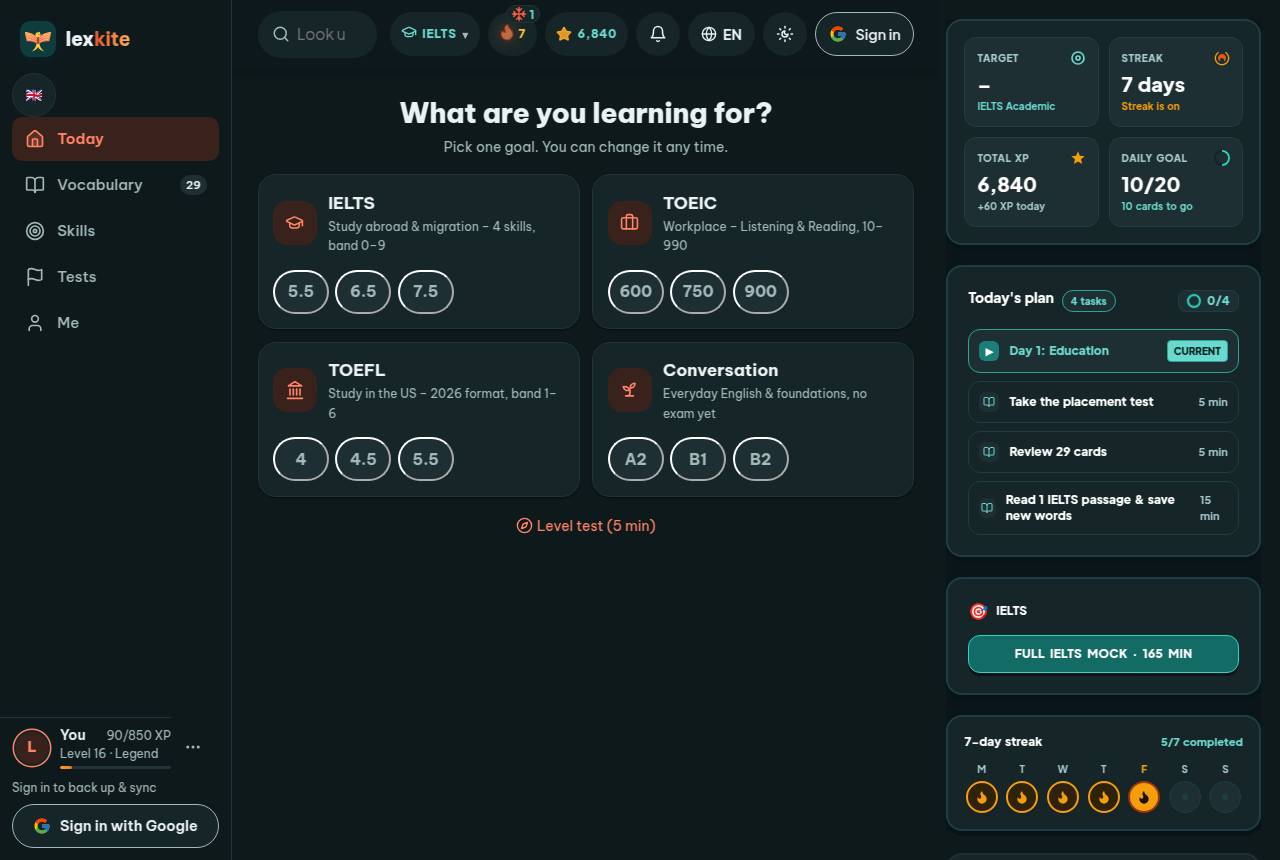 lexkite
Today
Vocabulary 29
Skills
Tests
Me
L
You 90/850 XP
Level 16 · Legend
Sign in to back up & sync
Sign in with Google
Look u
IELTS
1
7
6,840
EN
Sign in
What are you learning for?
Pick one goal. You can change it any time.
IELTS
Study abroad & migration – 4 skills,
band 0–9
5.5 6.5 7.5
TOEIC
Workplace – Listening & Reading, 10–
990
600 750 900
TOEFL
Study in the US – 2026 format, band 1–
6
4 4.5 5.5
Conversation
Everyday English & foundations, no
exam yet
A2 B1 B2
Level test (5 min)
TARGET
–
IELTS Academic
STREAK
7 days
Streak is on
TOTAL XP
6,840
+60 XP today
DAILY GOAL
10/20
10 cards to go
Today's plan 4 tasks 0/4
Day 1: Education CURRENT
Take the placement test 5 min
Review 29 cards 5 min
Read 1 IELTS passage & save
new words
15
min
IELTS
FULL IELTS MOCK · 165 MIN
7-day streak 5/7 completed
M T W T F S S